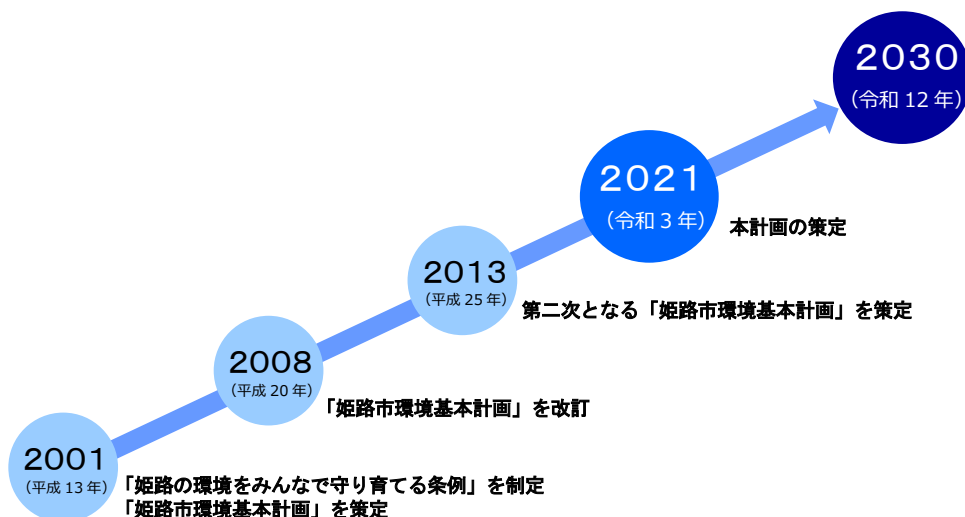 2030
（令和 12 年）
2021
（令和 3 年）
本計画の策定
2013
（平成 25 年）
第二次となる「姫路市環境基本計画」を策定
2008
（平成 20 年）
「姫路市環境基本計画」を改訂
2001
（平成 13 年）
「姫路の環境をみんなで守り育てる条例」を制定
「姫路市環境基本計画」を策定